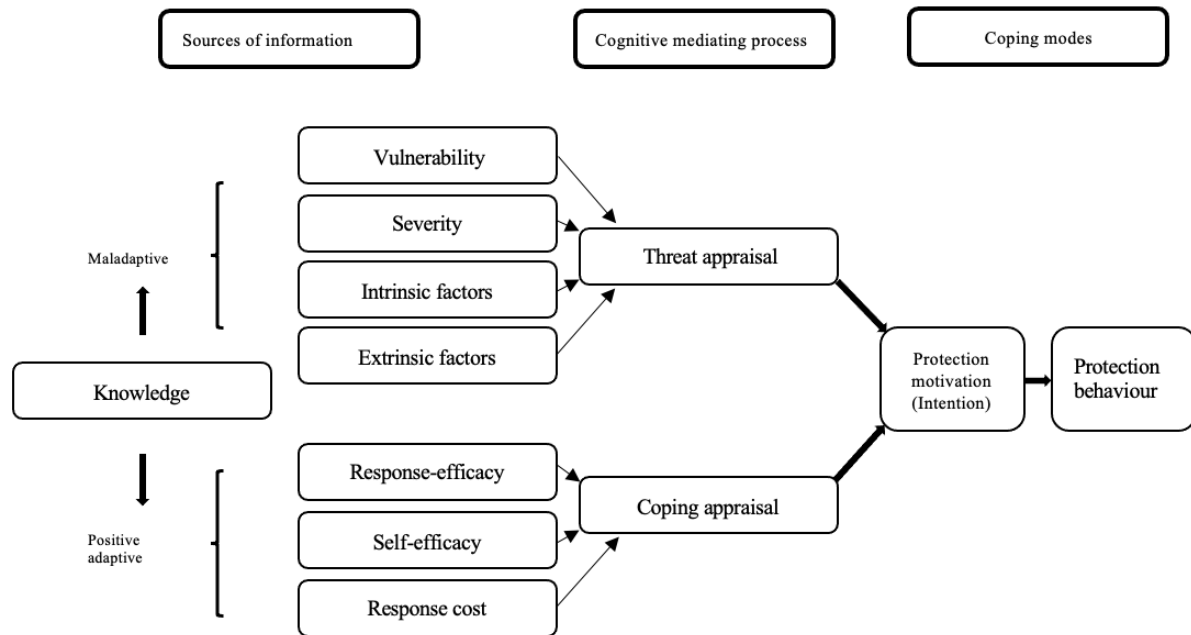 Sources of information
Cognitive mediating process
Coping modes
Vulnerability
Severity
Maladaptive
Threat appraisal
Intrinsic factors
Extrinsic factors
Knowledge
Protection
motivation
(Intention)
Protection
behaviour
Response-efficacy
Coping appraisal
Self-efficacy
Positive
adaptive
Response cost